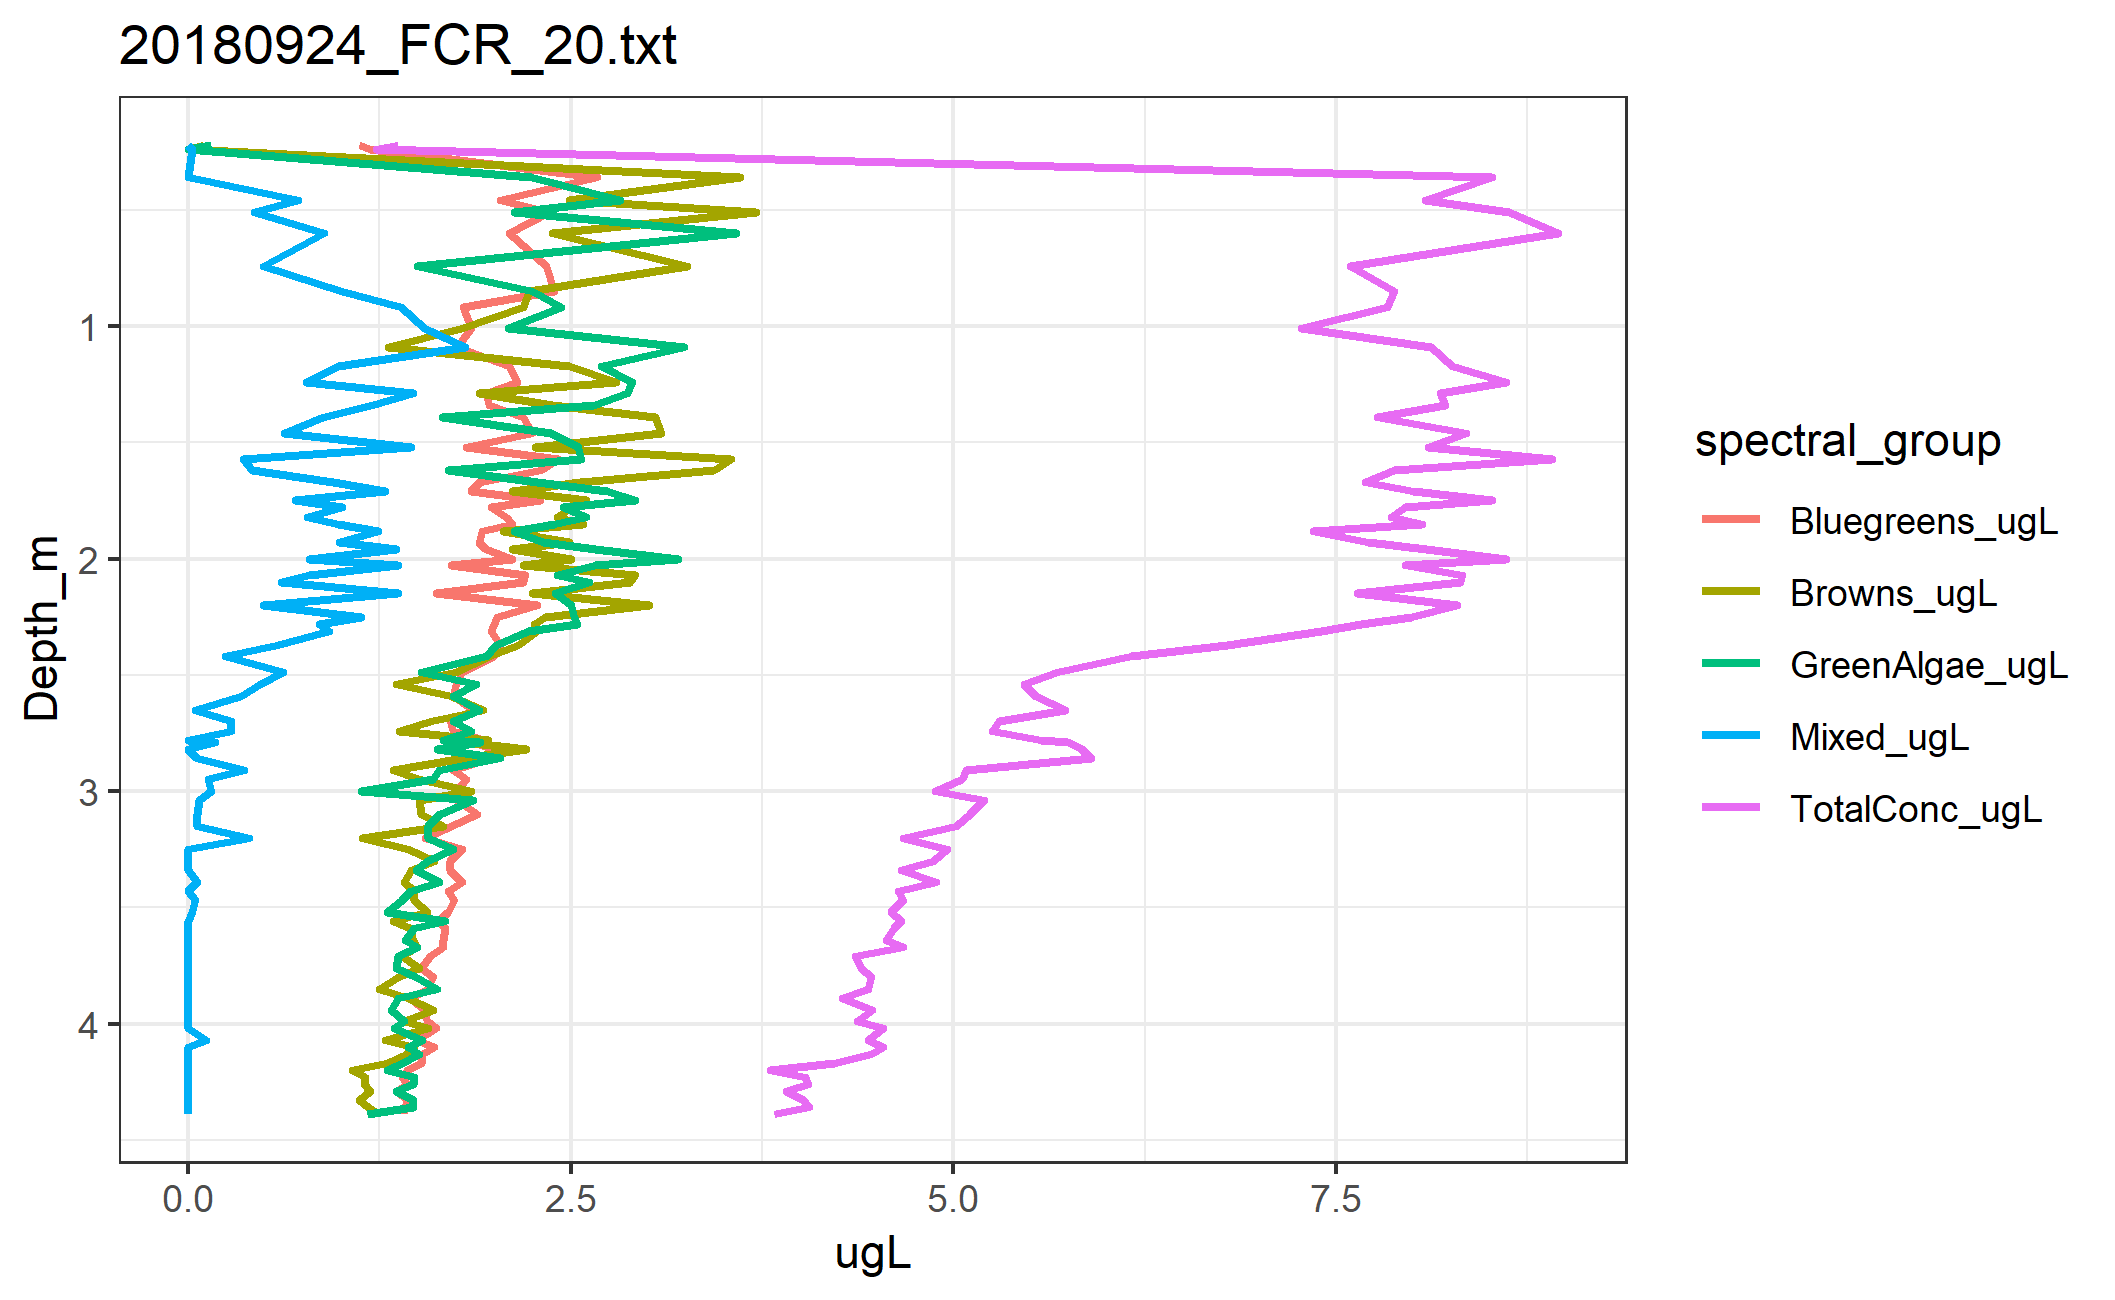 20180924_FCR_20.txt
Depth_m
1
2
3
4
0.0 2.5 5.0 7.5
ugL
spectral_group
Bluegreens_ugL
Browns_ugL
GreenAlgae_ugL
Mixed_ugL
TotalConc_ugL